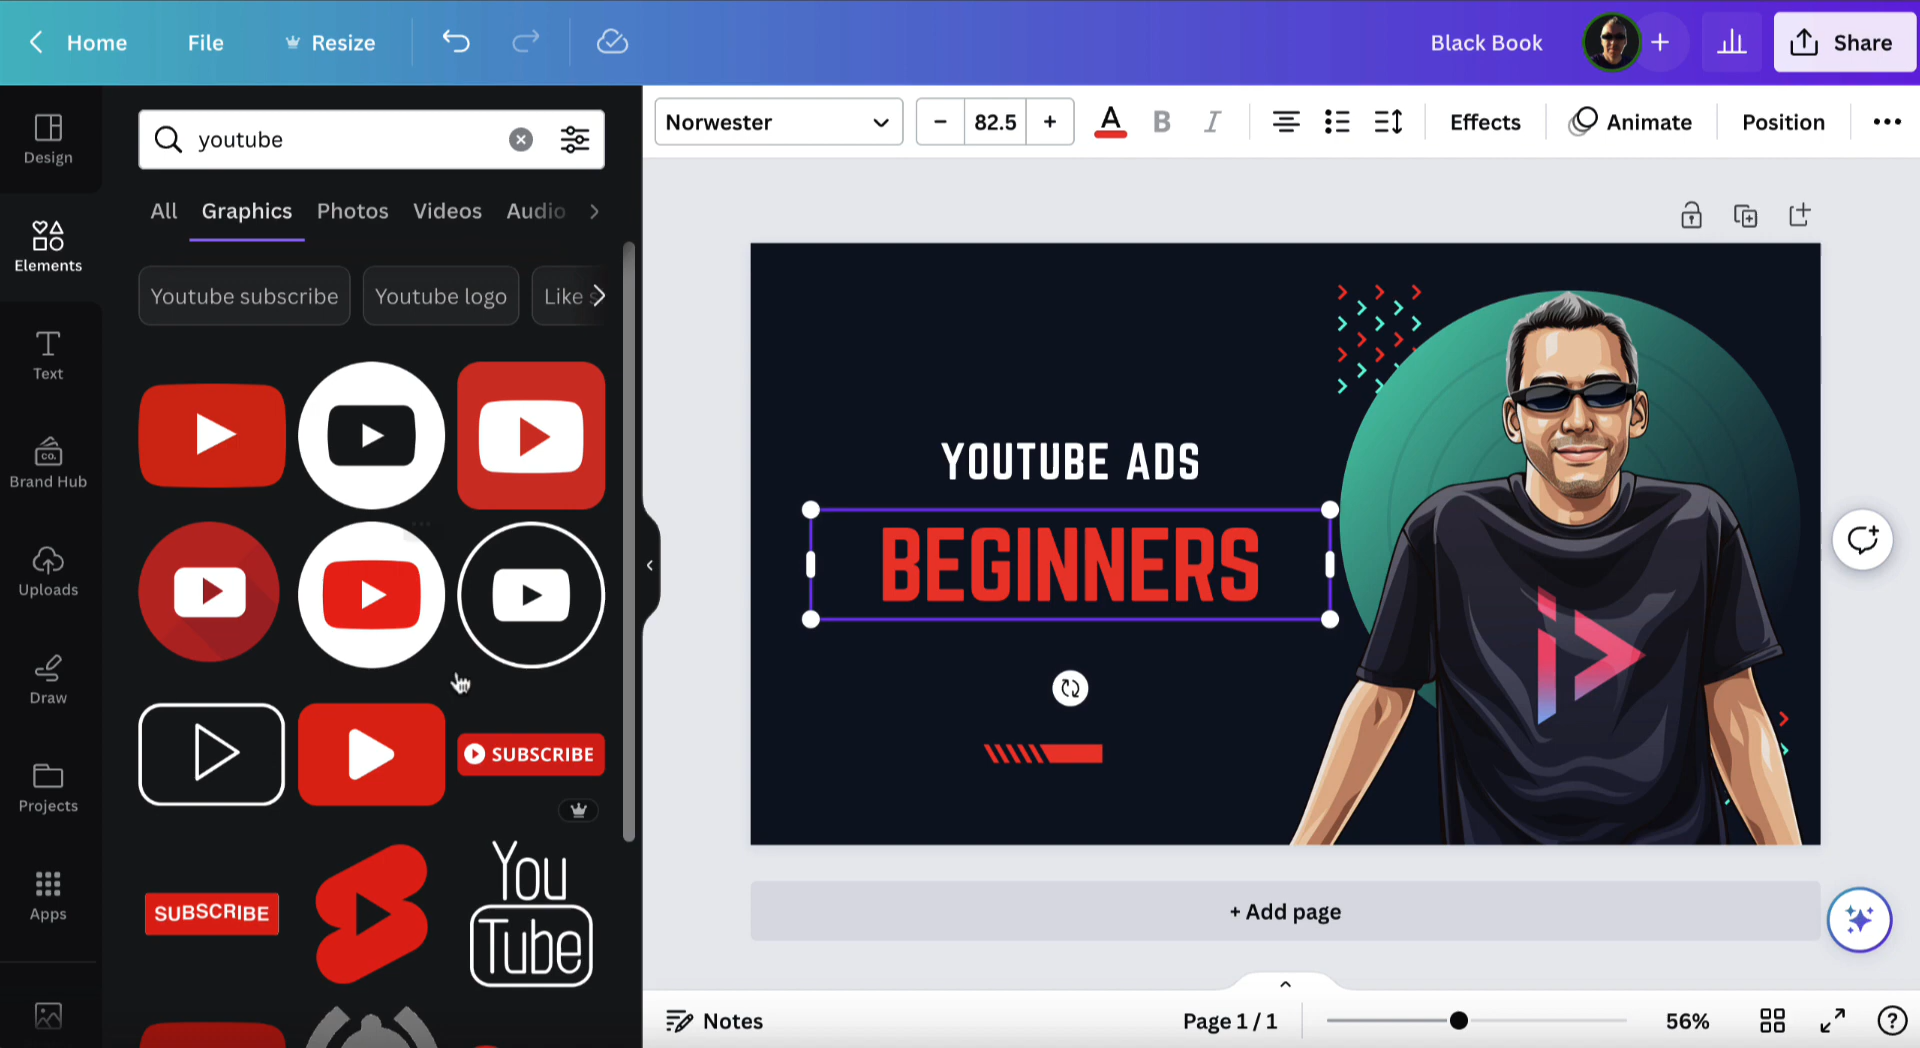 Home File Resize Black Book Share
Design
Elements
Text
Brand Hub
CO.
Uploads
Draw
Projects
Apps
youtube
All Graphics Photos Videos Audio
Youtube subscribe Youtube logo Like
SUBSCRIBE
SUBSCRIBE
You
Tube
Norwester 82.5 A B I Effects Animate Position
YOUTUBE ADS
BEGINNERS
+ Add page
Notes Page 1 / 1 56%